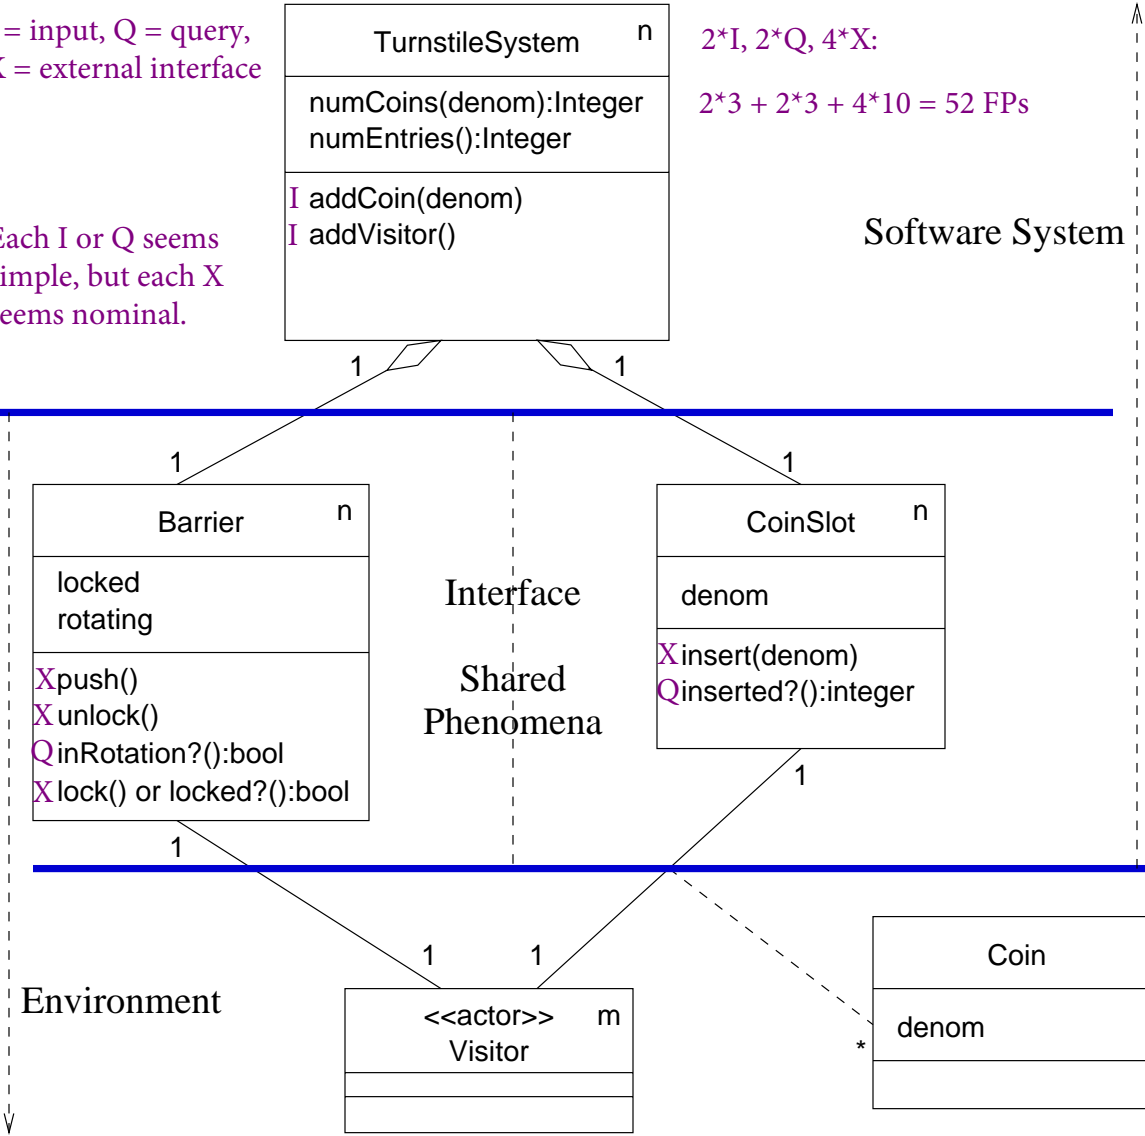 = input, Q = query,
X = external interface
TurnstileSystem n
numCoins(denom):Integer
numEntries():Integer
I addCoin(denom)
I addVisitor()
2*I, 2*Q, 4*X:
2*3 + 2*3 + 4*10 = 52 FPs
Each I or Q seems
simple, but each X
seems nominal.
Software System
1 1
1 1
Barrier n
locked
rotating
X push()
X unlock()
Q inRotation?():bool
X lock() or locked?():bool
Interface
Shared
Phenomena
CoinSlot n
denom
X insert(denom)
Q inserted?():integer
1
1
1 1
Environment
<<actor>> m
Visitor
Coin
denom
*